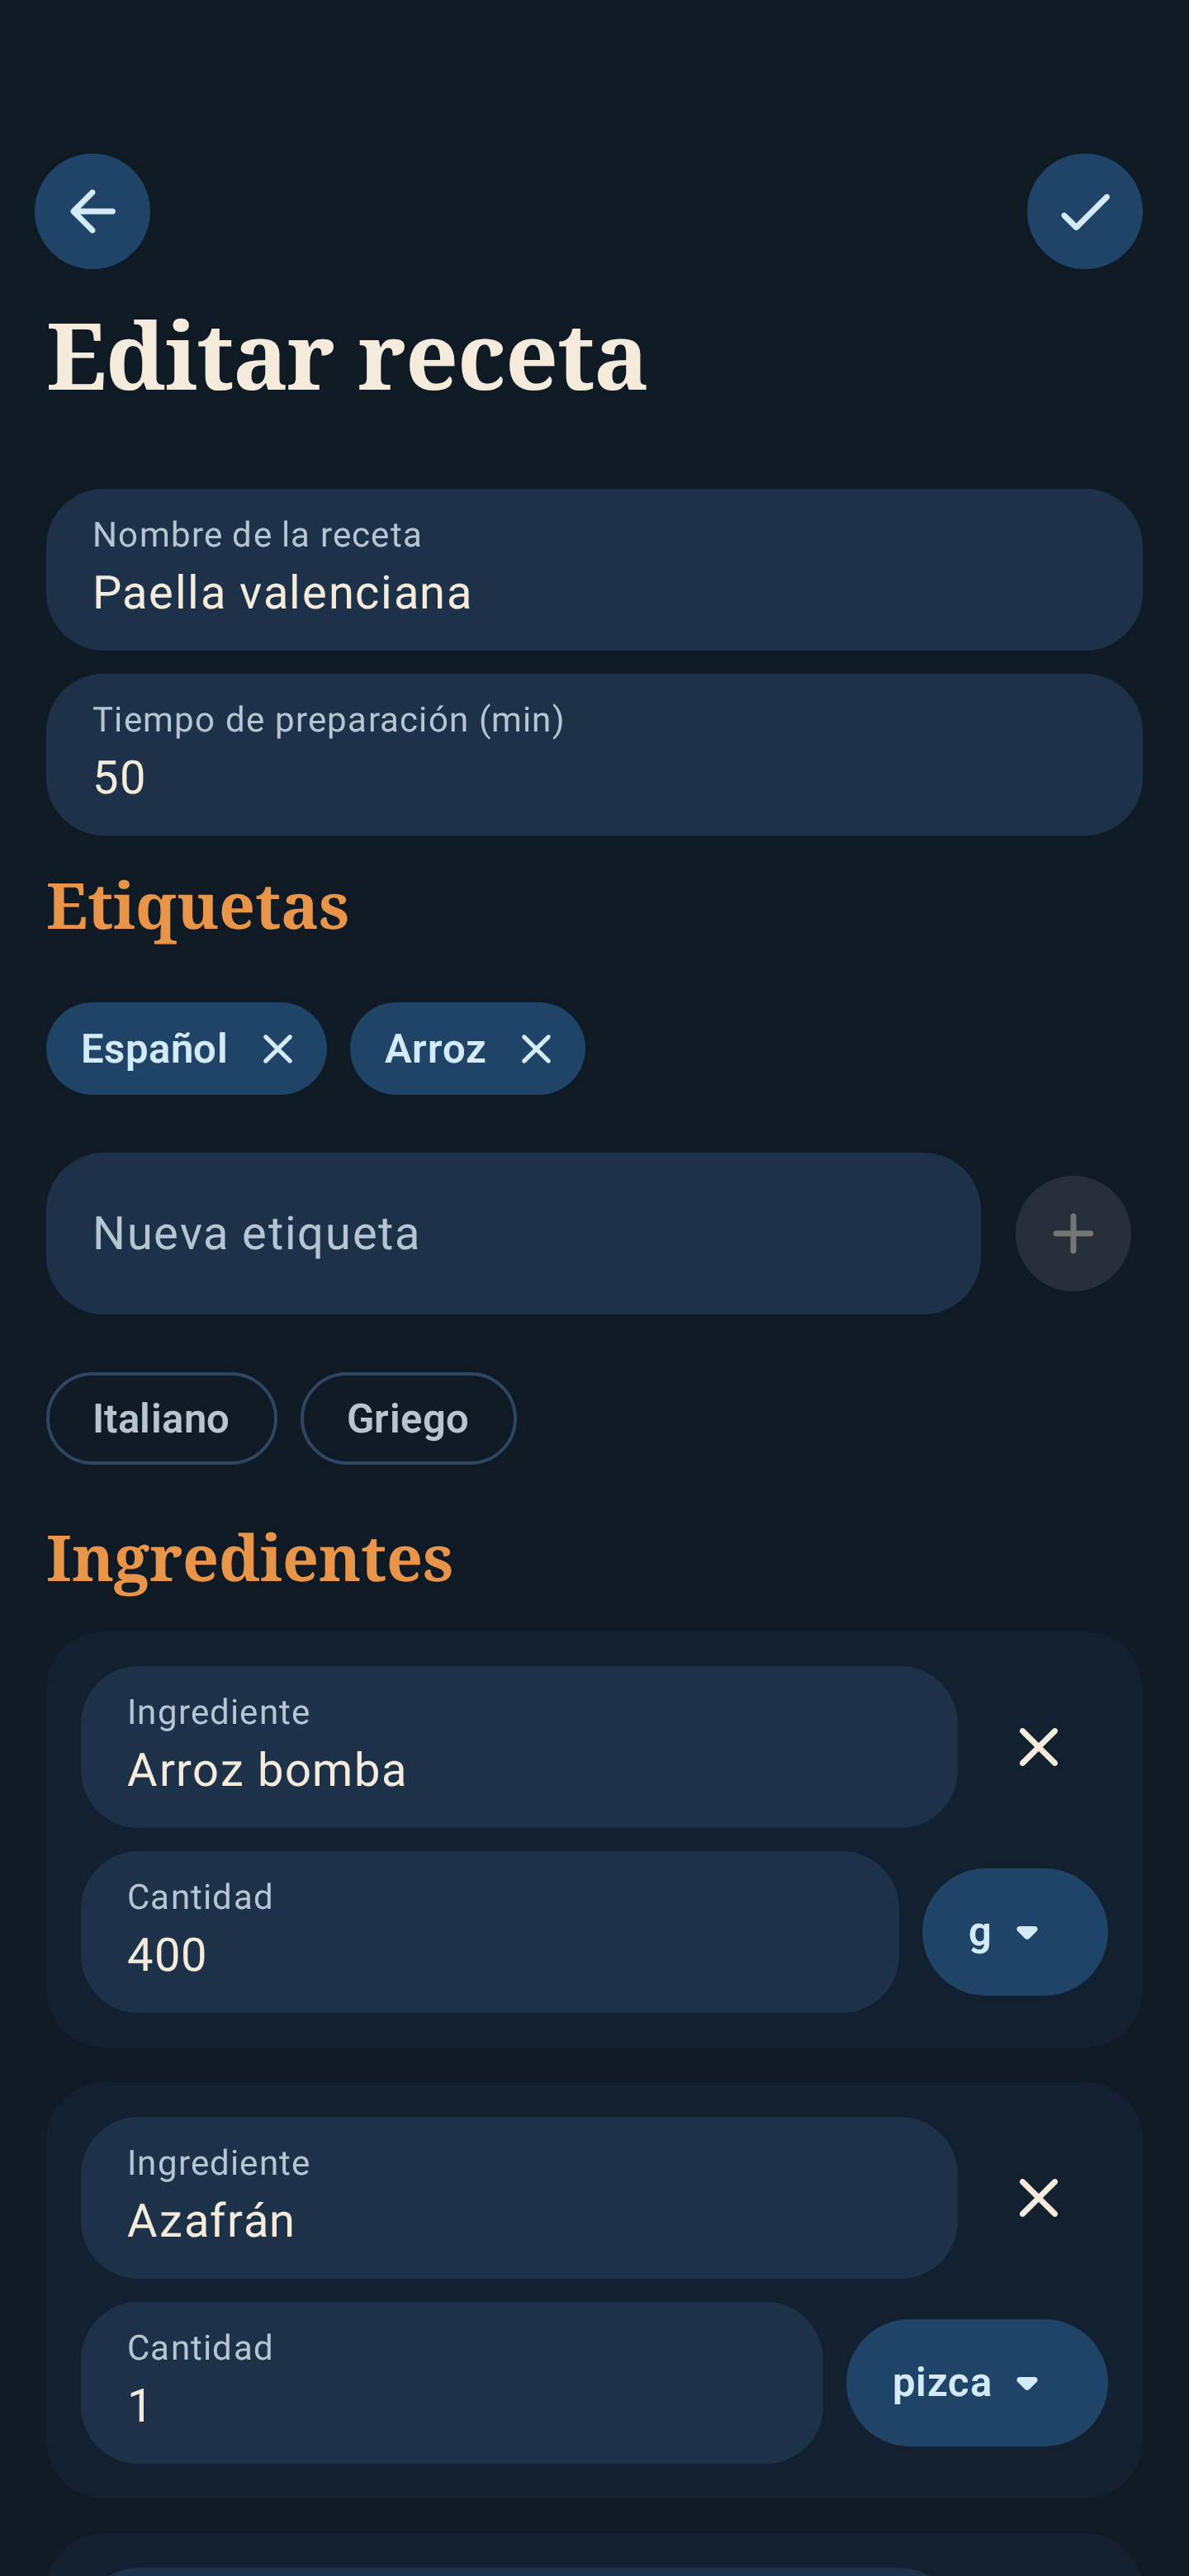 Editar receta
Nombre de la receta
Paella valenciana
Tiempo de preparación (min)
50
Etiquetas
Español
Arroz
Nueva etiqueta
Italiano
Griego
Ingredientes
Ingrediente
Arroz bomba
Cantidad
400
g
Ingrediente
Azafrán
Cantidad
1
pizca